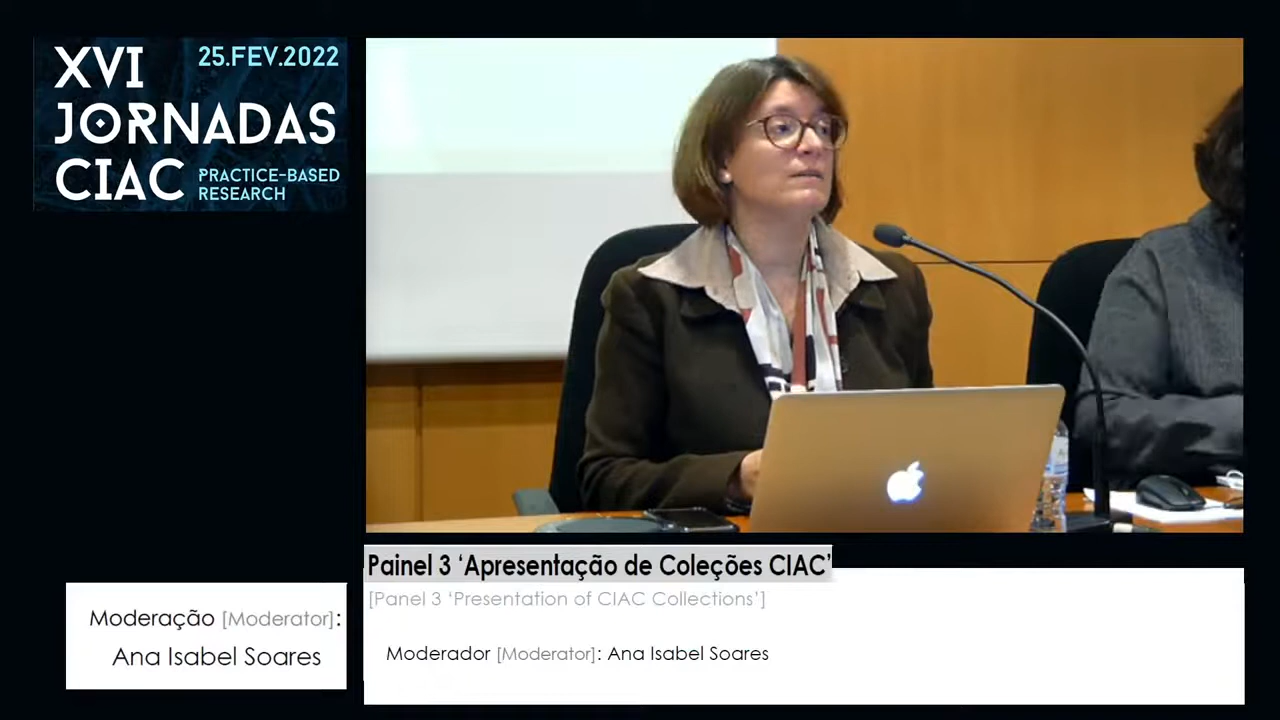 XVI
25.FEV.2022
JORNADAS
CIAC
PRACTICE-BASED
RESEARCH
Painel 3 ‘Apresentação de Coleções CIAC’
[Panel 3 ‘Presentation of CIAC Collections’]
Moderação [Moderator]:
Ana Isabel Soares
Moderador [Moderator]: Ana Isabel Soares